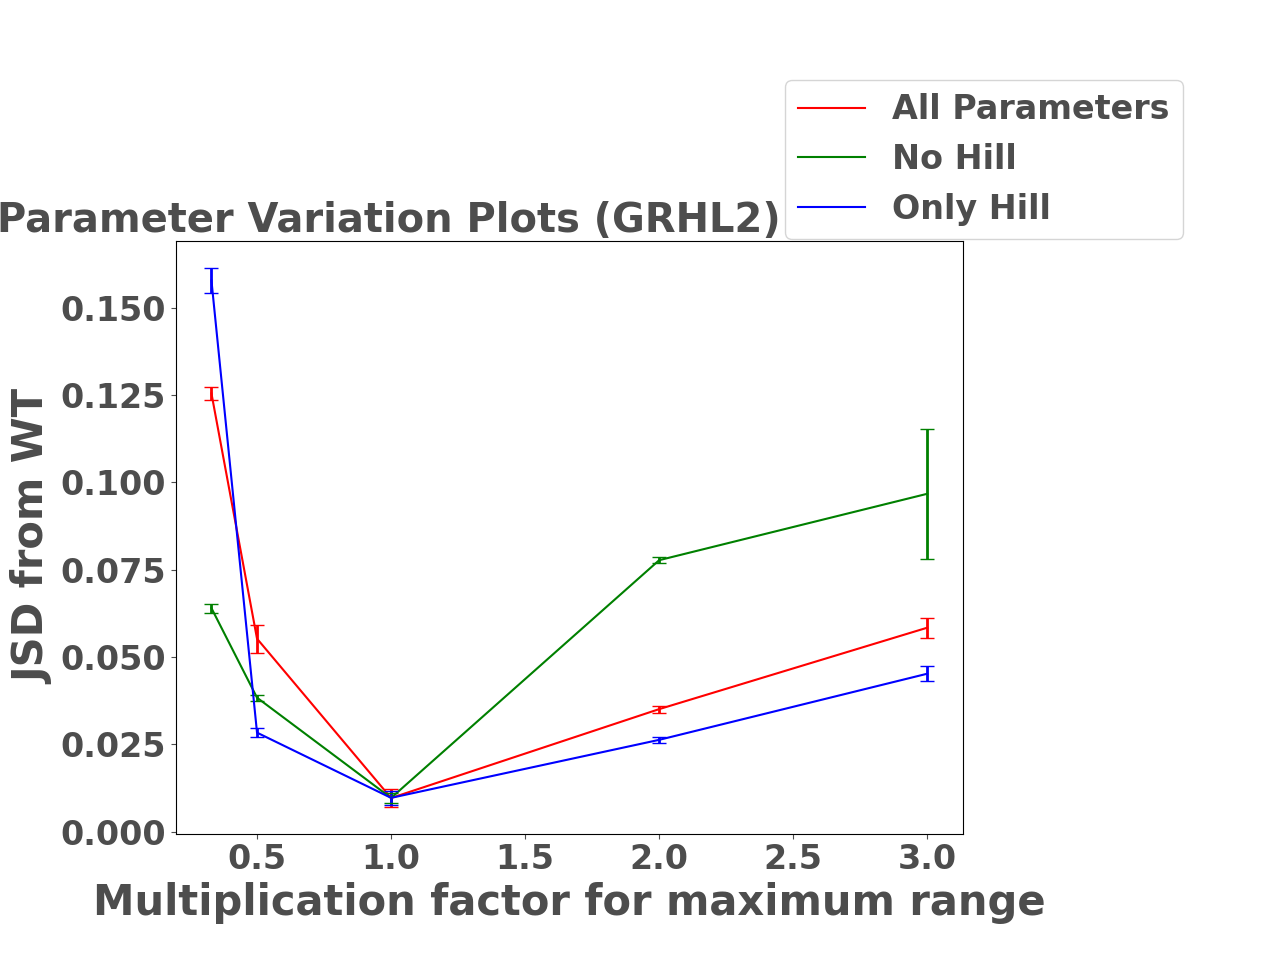 All Parameters
No Hill
Only Hill
Parameter Variation Plots (GRHL2)
JSD from WT
0.150
0.125
0.100
0.075
0.050
0.025
0.000
0.5 1.0 1.5 2.0 2.5 3.0
Multiplication factor for maximum range